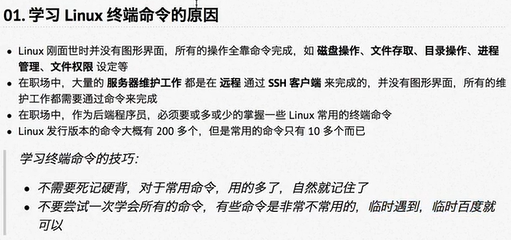 01. 学习 Linux 终端命令的原因
Linux 刚面世时并没有图形界面，所有的操作全靠命令完成，如 磁盘操作、文件存取、目录操作、进程
管理、文件权限 设定等
在职场中，大量的 服务器维护工作 都是在 远程 通过 SSH 客户端 来完成的，并没有图形界面，所有的维
护工作都需要通过命令来完成
在职场中，作为后端程序员，必须要或多或少的掌握一些 Linux 常用的终端命令
Linux 发行版本的命令大概有 200 多个，但是常用的命令只有 10 多个而已
学习终端命令的技巧：
不需要死记硬背，对于常用命令，用的多了，自然就记住了
不要尝试一次学会所有的命令，有些命令是非常不常用的，临时遇到，临时百度就
可以